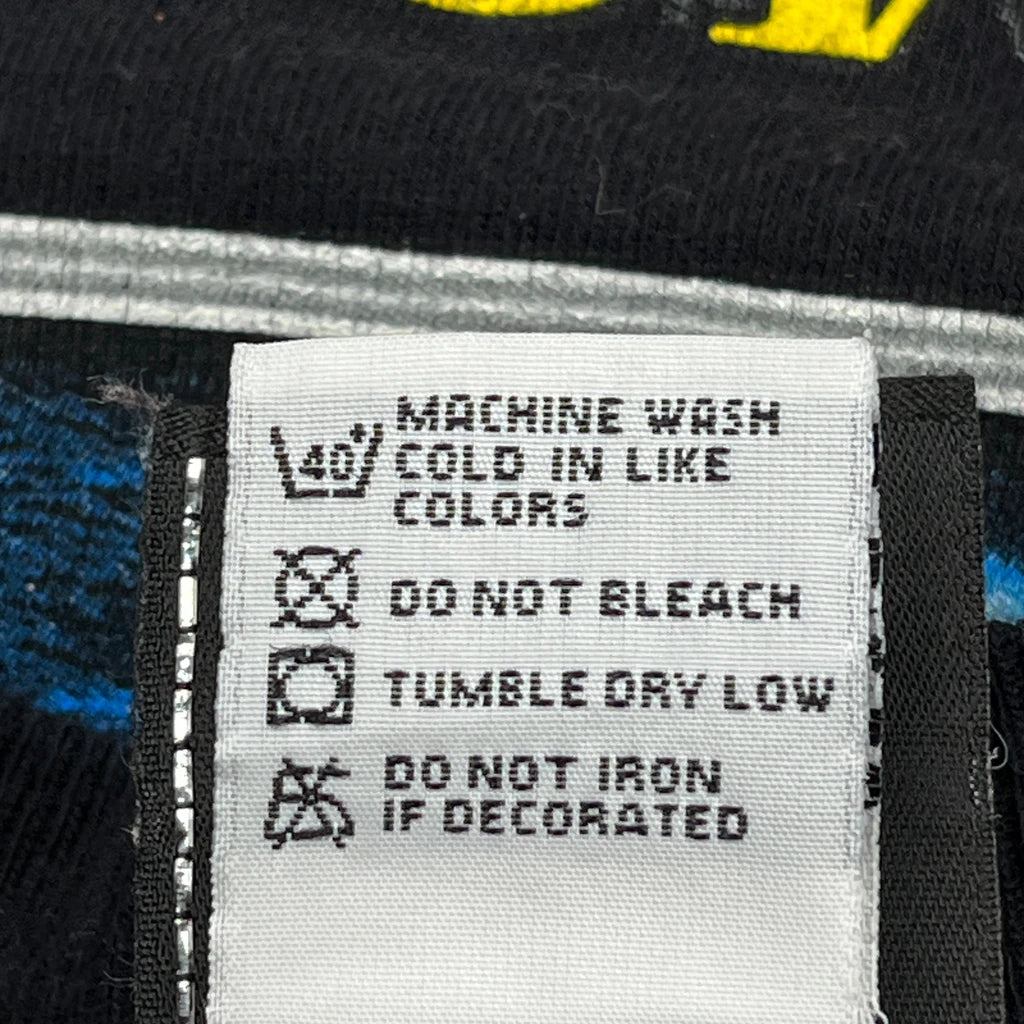 MACHINE WASH
40°
COLD IN LIKE
COLORS
DO NOT BLEACH
TUMBLE DRY LOW
DO NOT IRON
IF DECORATED